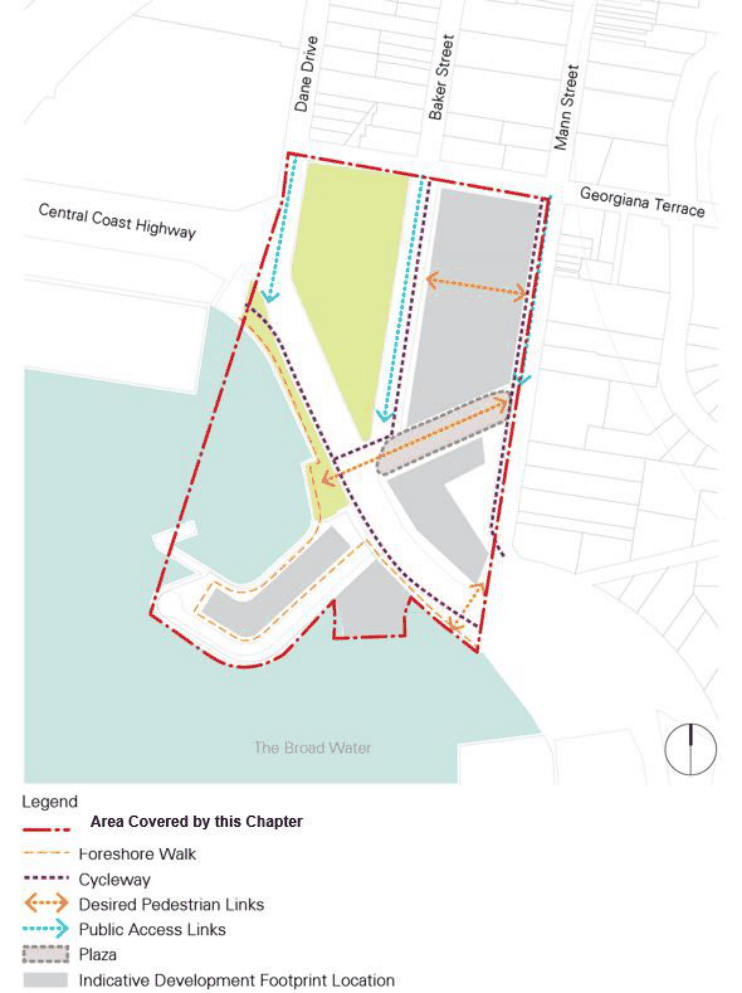 Dane Drive
Baker Street
Mann Street
Georgiana Terrace
Central Coast Highway
The Broad Water
Legend
Area Covered by this Chapter
Foreshore Walk
Cycleway
Desired Pedestrian Links
Public Access Links
Plaza
Indicative Development Footprint Location